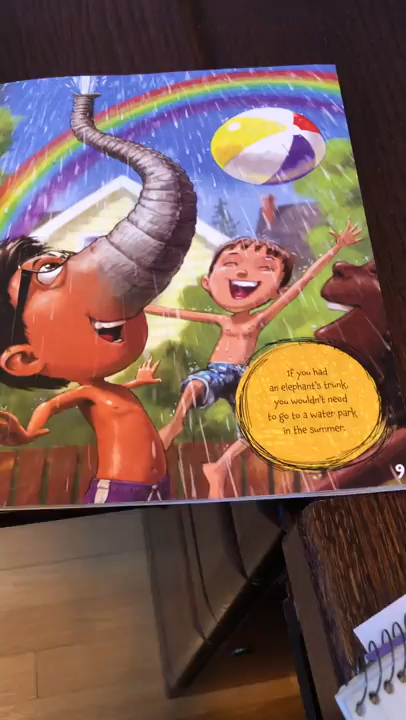 If you had
an elephant's trunk,
you wouldn't need
to go to a water park
in the summer.
9